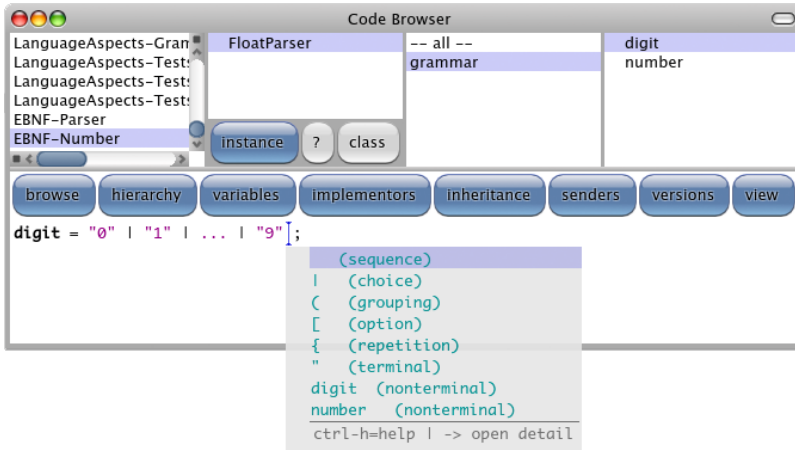 Code Browser
LanguageAspects-Gram
LanguageAspects-Tests
LanguageAspects-Tests
LanguageAspects-Tests
EBNF-Parser
EBNF-Number
FloatParser
instance ? class
-- all --
grammar
digit
number
browse hierarchy variables implementors inheritance senders versions view
digit = "0" | "1" | ... | "9" ;
(sequence)
| (choice)
( (grouping)
[ (option)
{ (repetition)
" (terminal)
digit (nonterminal)
number (nonterminal)
ctrl-h=help | -> open detail